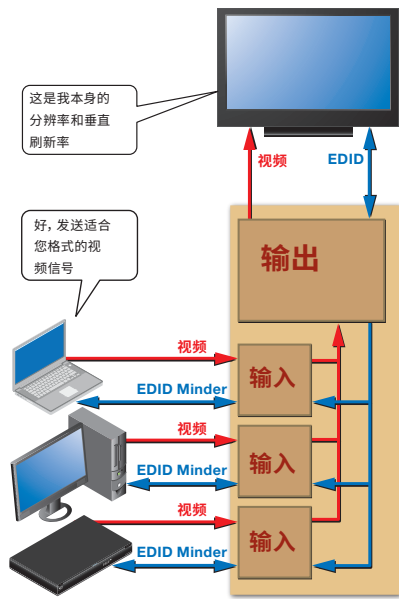 这是我本身的
分辨率和垂直
刷新率
视频
EDID
好，发送适合
您格式的视
频信号
输出
视频
输入
EDID Minder
视频
输入
EDID Minder
视频
输入
EDID Minder